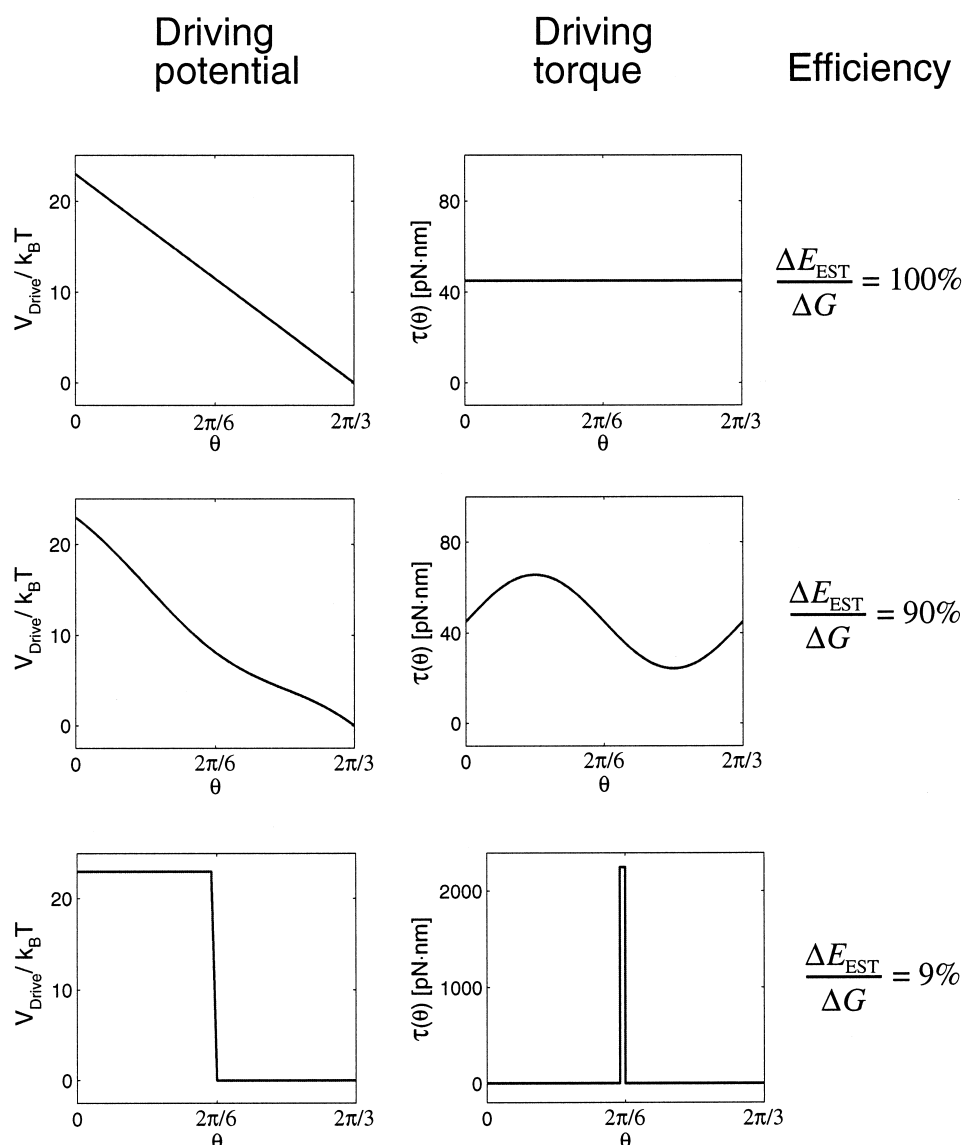 Driving potential
Driving torque
Efficiency
V_Drive / k_B T
20
10
0
0
2π/6
2π/3
θ
τ(θ) [pN·nm]
80
40
0
0
2π/6
2π/3
θ
ΔE_EST / ΔG = 100%
V_Drive / k_B T
20
10
0
0
2π/6
2π/3
θ
τ(θ) [pN·nm]
80
40
0
0
2π/6
2π/3
θ
ΔE_EST / ΔG = 90%
V_Drive / k_B T
20
10
0
0
2π/6
2π/3
θ
τ(θ) [pN·nm]
2000
1000
0
0
2π/6
2π/3
θ
ΔE_EST / ΔG = 9%